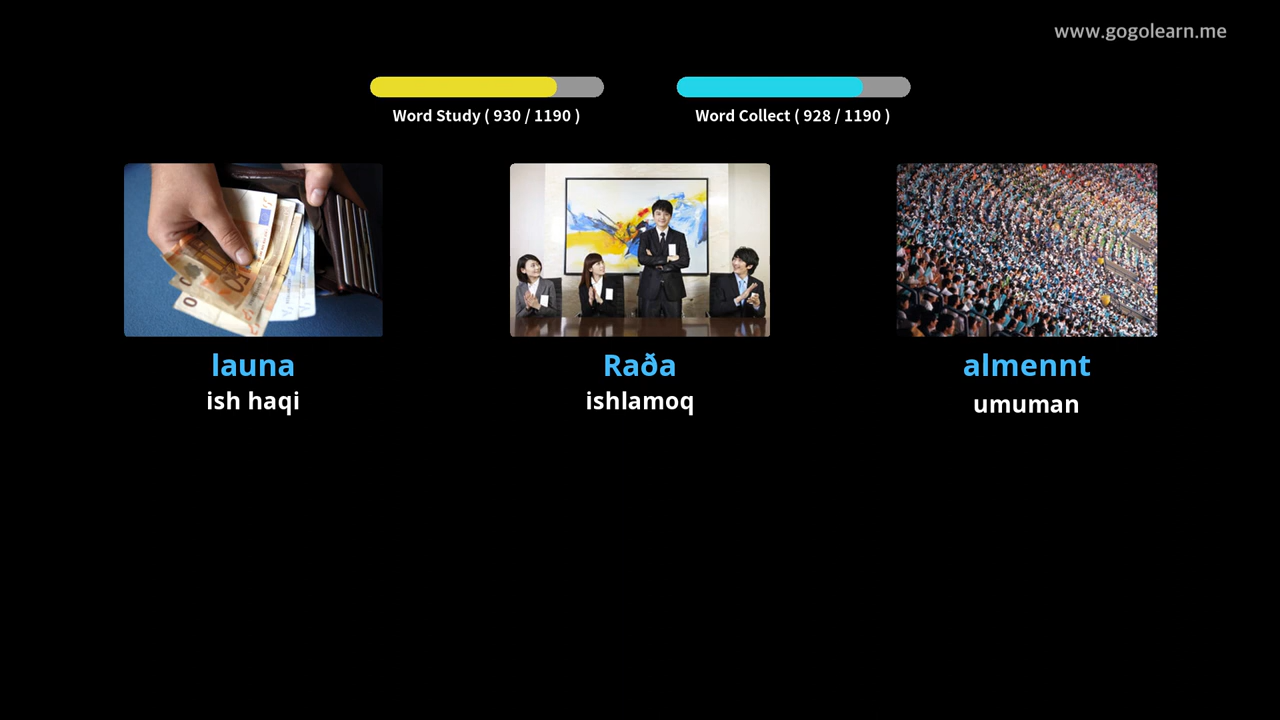 www.gogolearn.me
Word Study ( 930 / 1190 )
Word Collect ( 928 / 1190 )
launa
ish haqi
Raða
ishlamoq
almennt
umuman